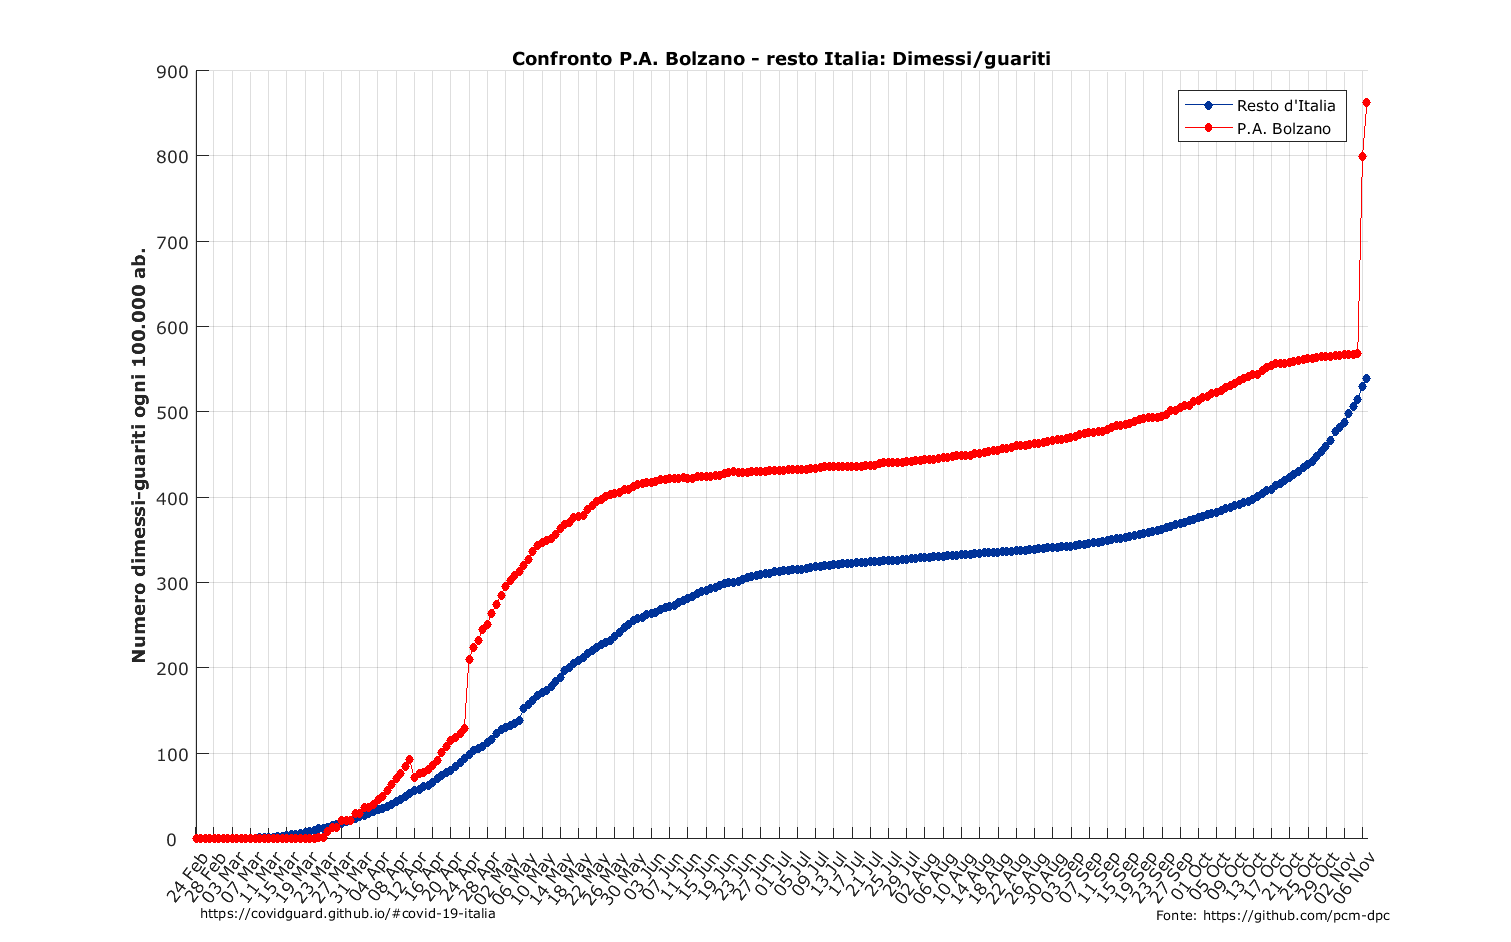 Confronto P.A. Bolzano - resto Italia: Dimessi/guariti
Resto d'Italia
P.A. Bolzano
Numero dimessi-guariti ogni 100.000 ab.
900
800
700
600
500
400
300
200
100
0
24 Feb
28 Feb
03 Mar
07 Mar
11 Mar
15 Mar
19 Mar
23 Mar
27 Mar
31 Mar
04 Apr
08 Apr
12 Apr
16 Apr
20 Apr
24 Apr
28 Apr
02 May
06 May
10 May
14 May
18 May
22 May
26 May
30 May
03 Jun
07 Jun
11 Jun
15 Jun
19 Jun
23 Jun
27 Jun
01 Jul
05 Jul
09 Jul
13 Jul
17 Jul
21 Jul
25 Jul
29 Jul
02 Aug
06 Aug
10 Aug
14 Aug
18 Aug
22 Aug
26 Aug
30 Aug
03 Sep
07 Sep
11 Sep
15 Sep
19 Sep
23 Sep
27 Sep
01 Oct
05 Oct
09 Oct
13 Oct
17 Oct
21 Oct
25 Oct
29 Oct
02 Nov
06 Nov
https://covidguard.github.io/#covid-19-italia
Fonte: https://github.com/pcm-dpc